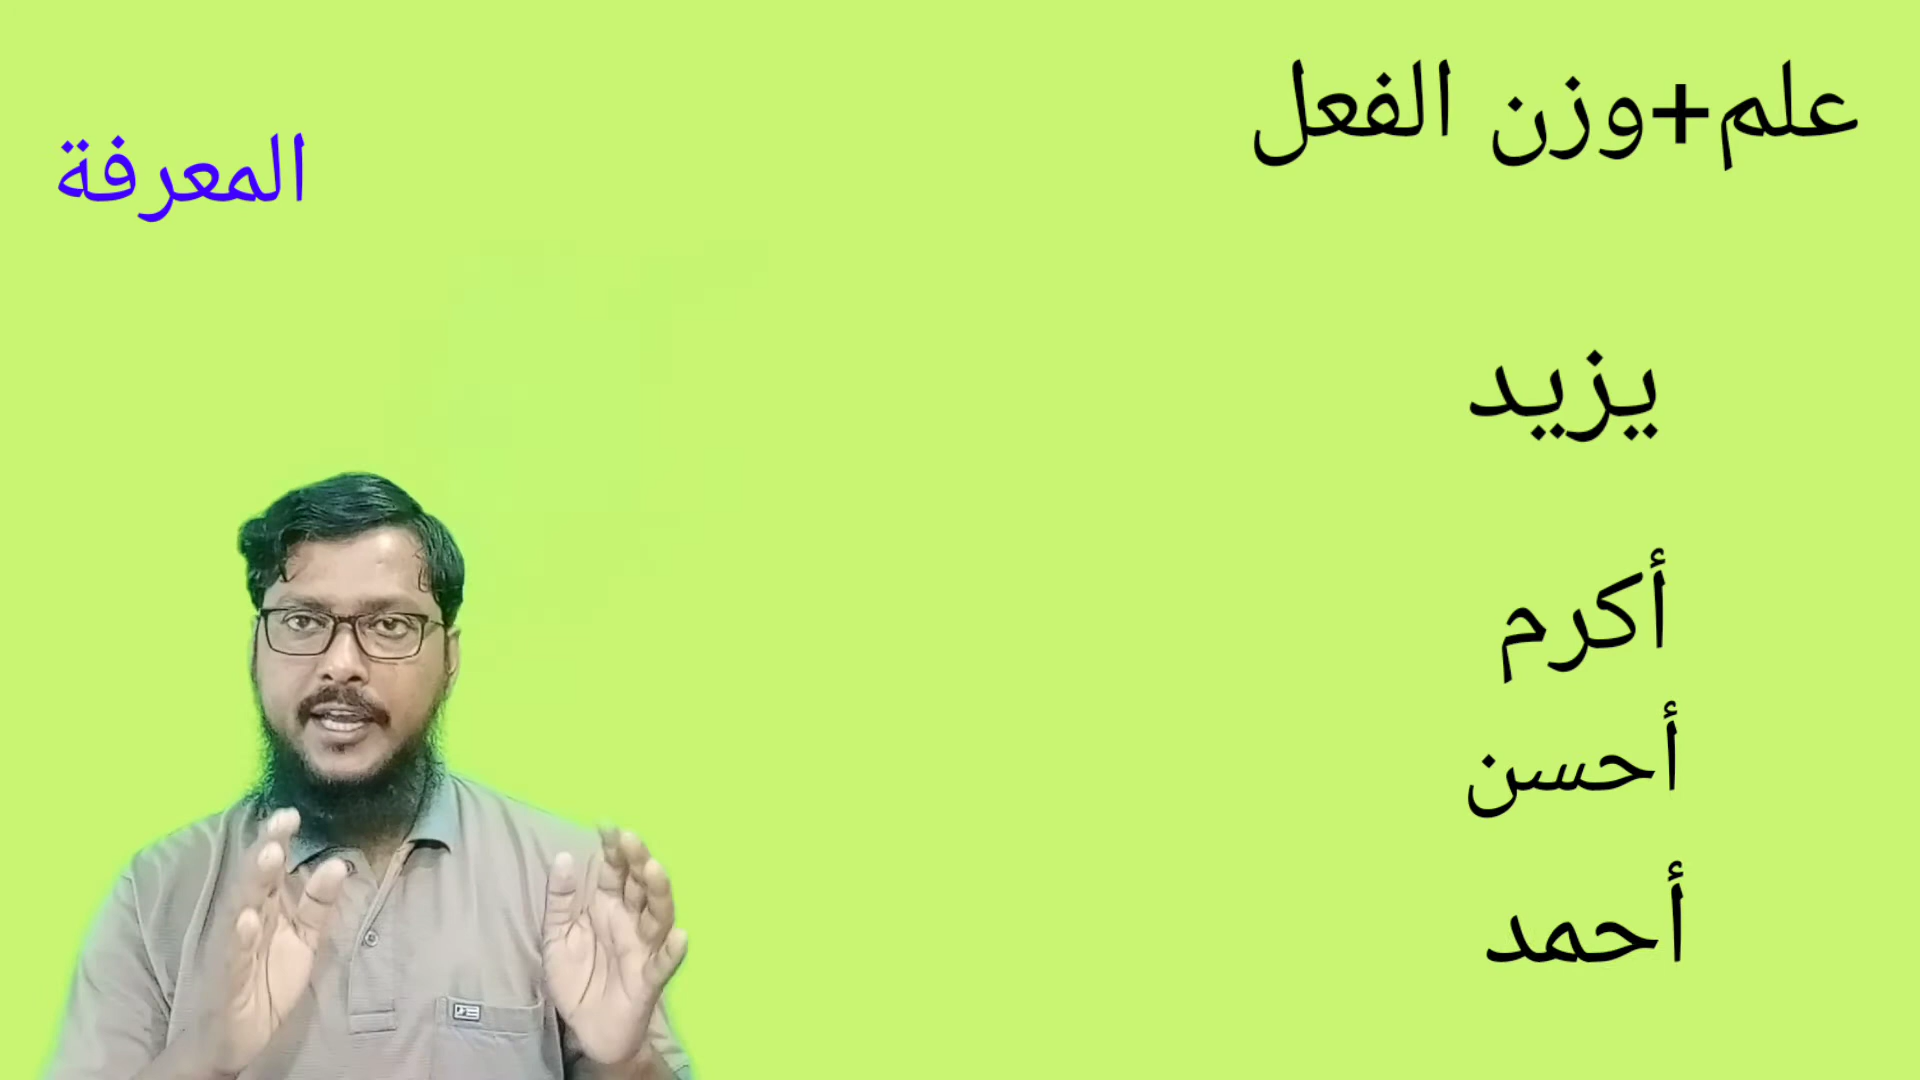 علم+وزن الفعل
المعرفة
يزيد
أكرم
أحسن
أحمد